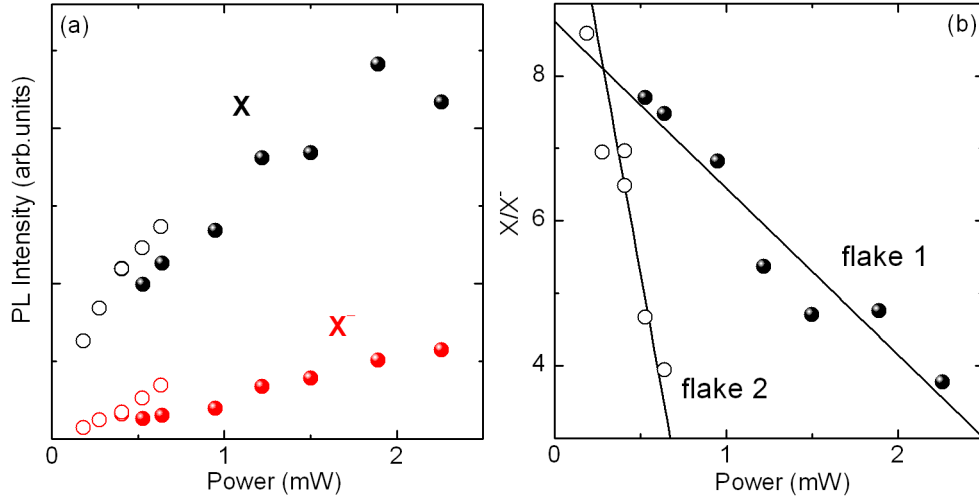 (a)
X
X⁻
PL Intensity (arb.units)
0 1 2
Power (mW)
(b)
8
6
4
X/X⁻
flake 1
flake 2
0 1 2
Power (mW)